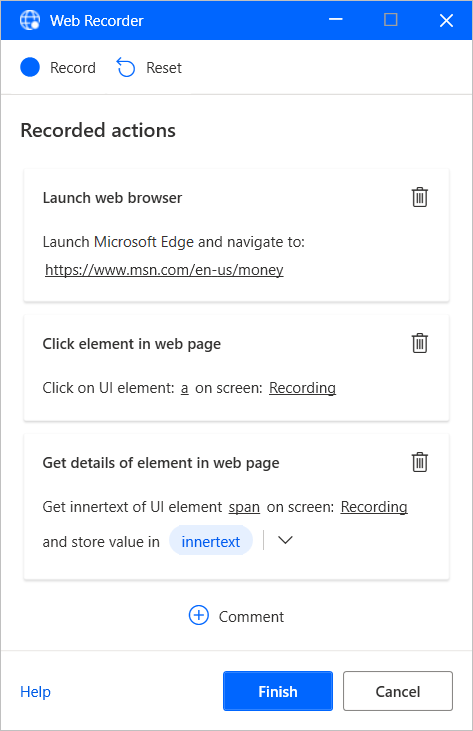 Web Recorder
Record Reset
Recorded actions
Launch web browser
Launch Microsoft Edge and navigate to:
https://www.msn.com/en-us/money
Click element in web page
Click on UI element: a on screen: Recording
Get details of element in web page
Get innertext of UI element span on screen: Recording
and store value in innertext
Comment
Help Finish Cancel